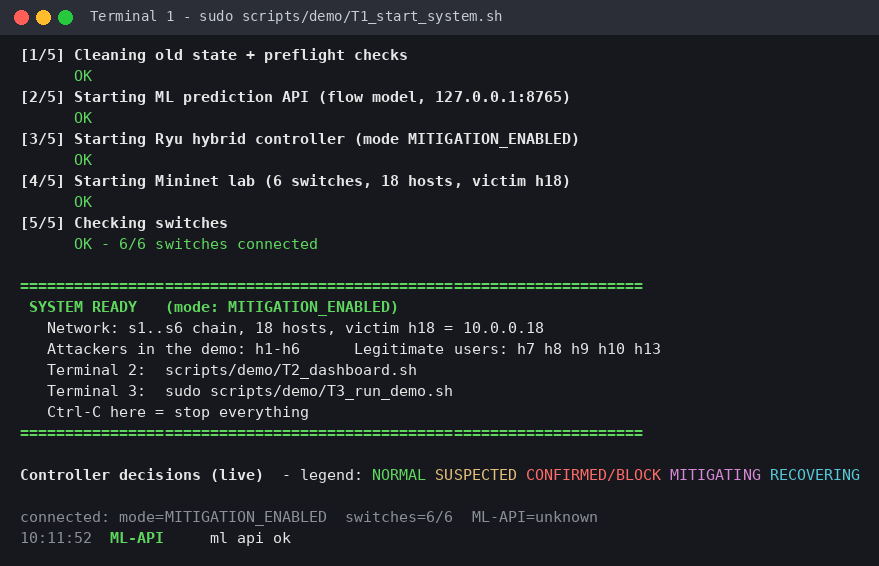 Terminal 1 - sudo scripts/demo/T1_start_system.sh
[1/5] Cleaning old state + preflight checks
OK
[2/5] Starting ML prediction API (flow model, 127.0.0.1:8765)
OK
[3/5] Starting Ryu hybrid controller (mode MITIGATION_ENABLED)
OK
[4/5] Starting Mininet lab (6 switches, 18 hosts, victim h18)
OK
[5/5] Checking switches
OK - 6/6 switches connected
=====================================================================
SYSTEM READY   (mode: MITIGATION_ENABLED)
Network: s1..s6 chain, 18 hosts, victim h18 = 10.0.0.18
Attackers in the demo: h1-h6      Legitimate users: h7 h8 h9 h10 h13
Terminal 2:  scripts/demo/T2_dashboard.sh
Terminal 3:  sudo scripts/demo/T3_run_demo.sh
Ctrl-C here = stop everything
=====================================================================
Controller decisions (live)  - legend: NORMAL SUSPECTED CONFIRMED/BLOCK MITIGATING RECOVERING
connected: mode=MITIGATION_ENABLED  switches=6/6  ML-API=unknown
10:11:52  ML-API     ml api ok